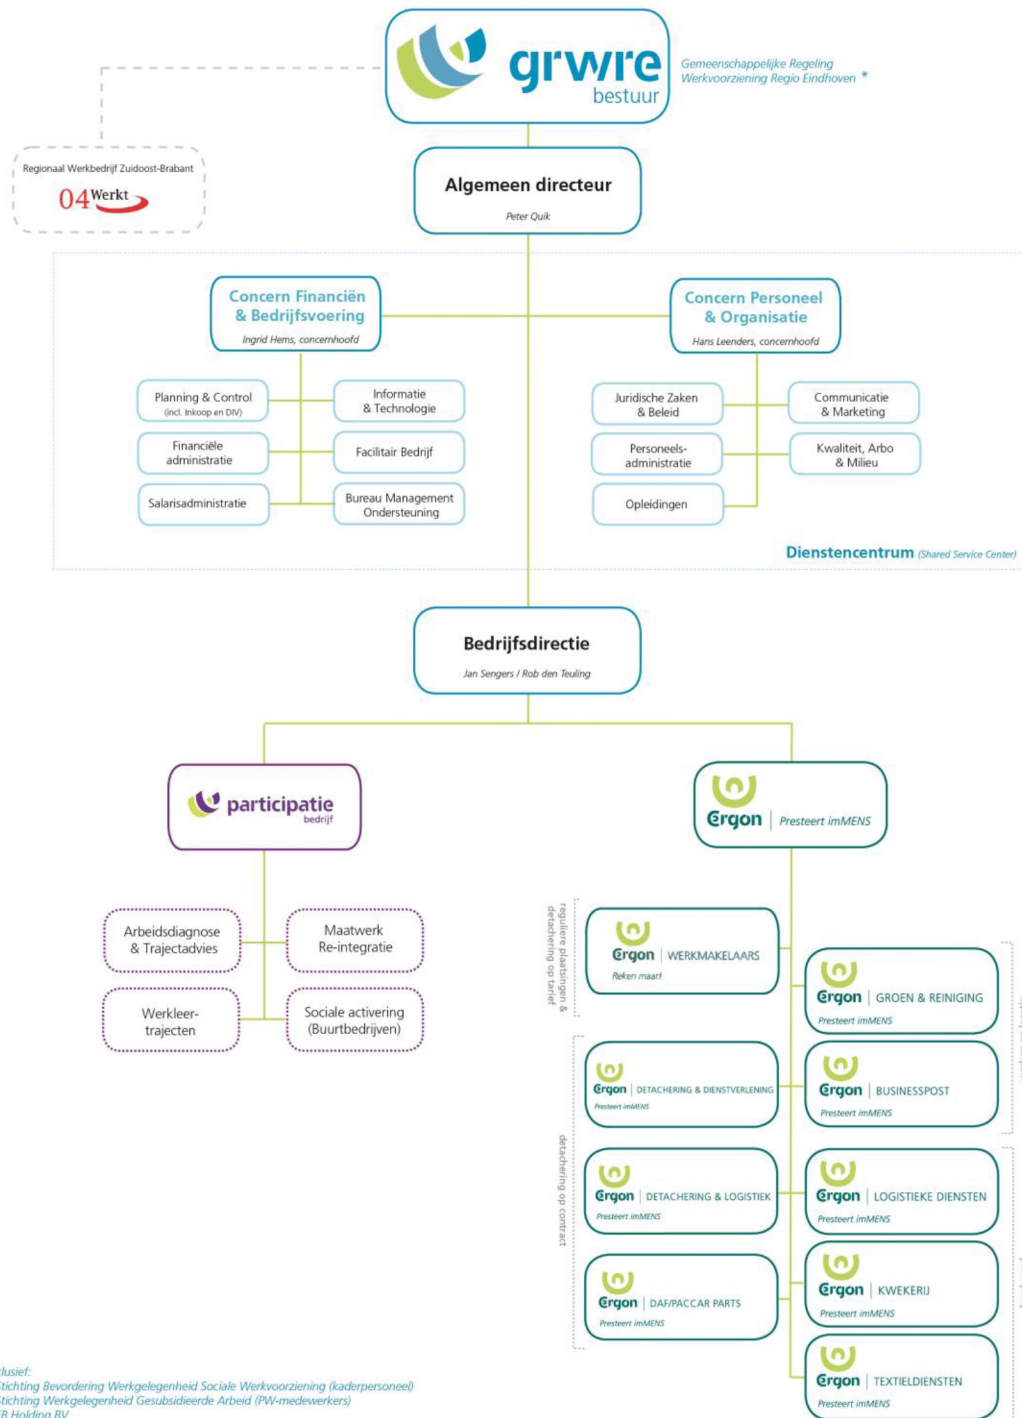 grwre
bestuur
Gemeenschappelijke Regeling
Werkvoorziening Regio Eindhoven *
Regionaal Werkbedrijf Zuidoost-Brabant
04Werkt
Algemeen directeur
Peter Quik
Concern Financiën
& Bedrijfsvoering
Ingrid Hems, concernhoofd
Concern Personeel
& Organisatie
Hans Leenders, concernhoofd
Planning & Control
(incl. Inkoop en DIV)
Informatie
& Technologie
Financiële
administratie
Facilitair Bedrijf
Salarisadministratie
Bureau Management
Ondersteuning
Juridische Zaken
& Beleid
Communicatie
& Marketing
Personeels-
administratie
Kwaliteit, Arbo
& Milieu
Opleidingen
Dienstencentrum (Shared Service Center)
Bedrijfsdirectie
Jan Sengers / Rob den Teuling
participatie
bedrijf
Ergon | Presteert imMENS
Arbeidsdiagnose
& Trajectadvies
Maatwerk
Re-integratie
Werkleer-
trajecten
Sociale activering
(Buurtbedrijven)
reguliere plaatsingen &
detachering op tarief
Ergon | WERKMAKELAARS
Reken maar!
Ergon | GROEN & REINIGING
Presteert imMENS
detachering op contract
Ergon | DETACHERING & DIENSTVERLENING
Presteert imMENS
Ergon | BUSINESSPOST
Presteert imMENS
Ergon | DETACHERING & LOGISTIEK
Presteert imMENS
Ergon | LOGISTIEKE DIENSTEN
Presteert imMENS
Ergon | DAF/PACCAR PARTS
Presteert imMENS
Ergon | KWEKERIJ
Presteert imMENS
Ergon | TEXTIELDIENSTEN
Presteert imMENS
lusief:
Stichting Bevordering Werkgelegenheid Sociale Werkvoorziening (kaderpersoneel)
Stichting Werkgelegenheid Gesubsidieerde Arbeid (PW-medewerkers)
Holding BV